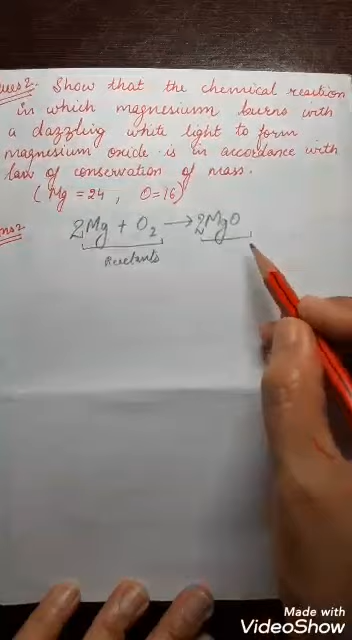 Ques2. Show that the chemical reaction
in which magnesium burns with
a dazzling white light to form
magnesium oxide is in accordance with
law of conservation of mass.
(Mg = 24, O=16)
Ans2 2Mg + O₂ → 2MgO
Reactants
Made with
VideoShow